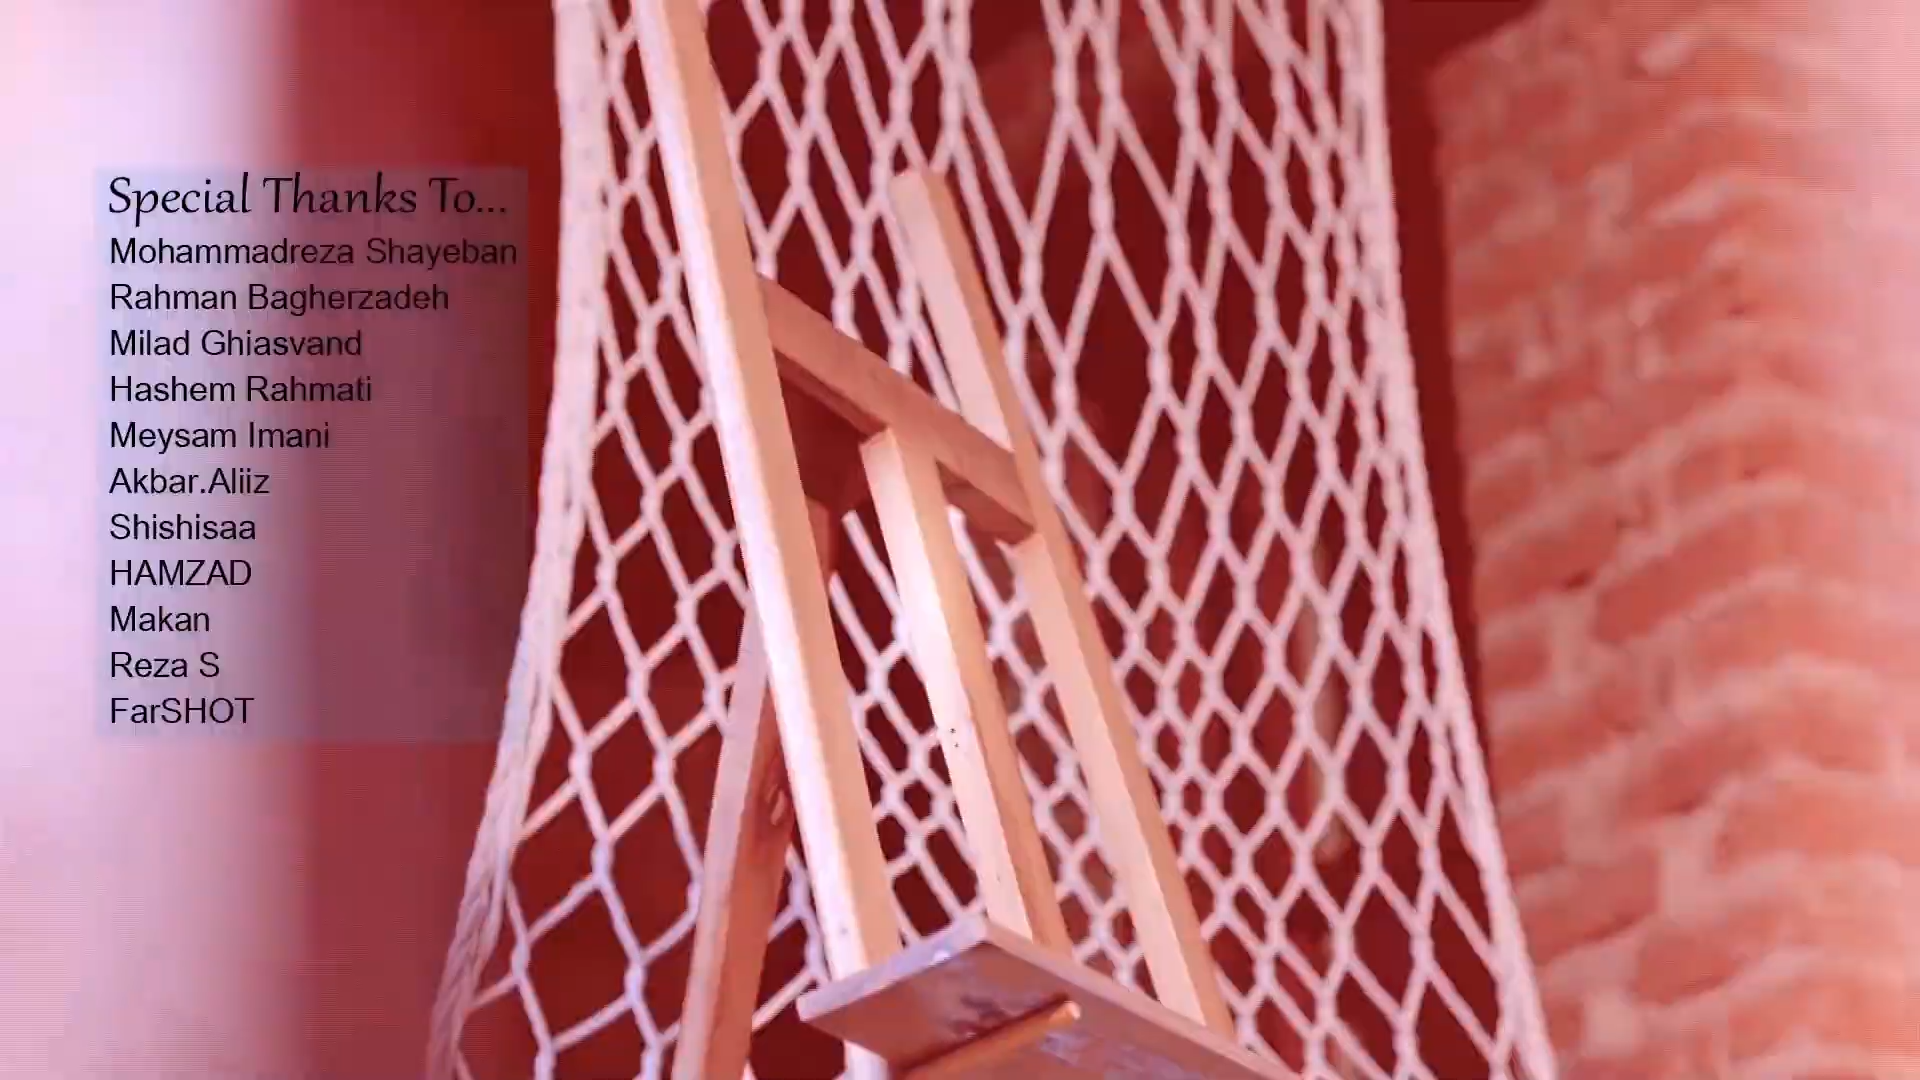 Special Thanks To...
Mohammadreza Shayeban
Rahman Bagherzadeh
Milad Ghiasvand
Hashem Rahmati
Meysam Imani
Akbar.Aliiz
Shishisaa
HAMZAD
Makan
Reza S
FarSHOT